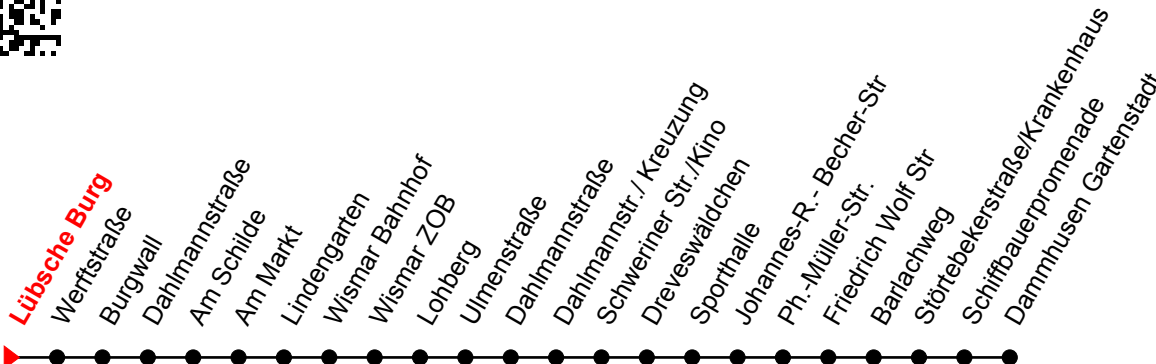 Lübsche Burg
Werftstraße
Burgwall
Dahlmannstraße
Am Schilde
Am Markt
Lindengarten
Wismar Bahnhof
Wismar ZOB
Lohberg
Ulmenstraße
Dahlmannstraße
Dahlmannstr./ Kreuzung
Schweriner Str./Kino
Dreveswäldchen
Sporthalle
Johannes-R.- Becher-Str
Ph.-Müller-Str.
Friedrich Wolf Str
Barlachweg
Störtebekerstraße/Krankenhaus
Schiffbauerpromenade
Dammhusen Gartenstadt